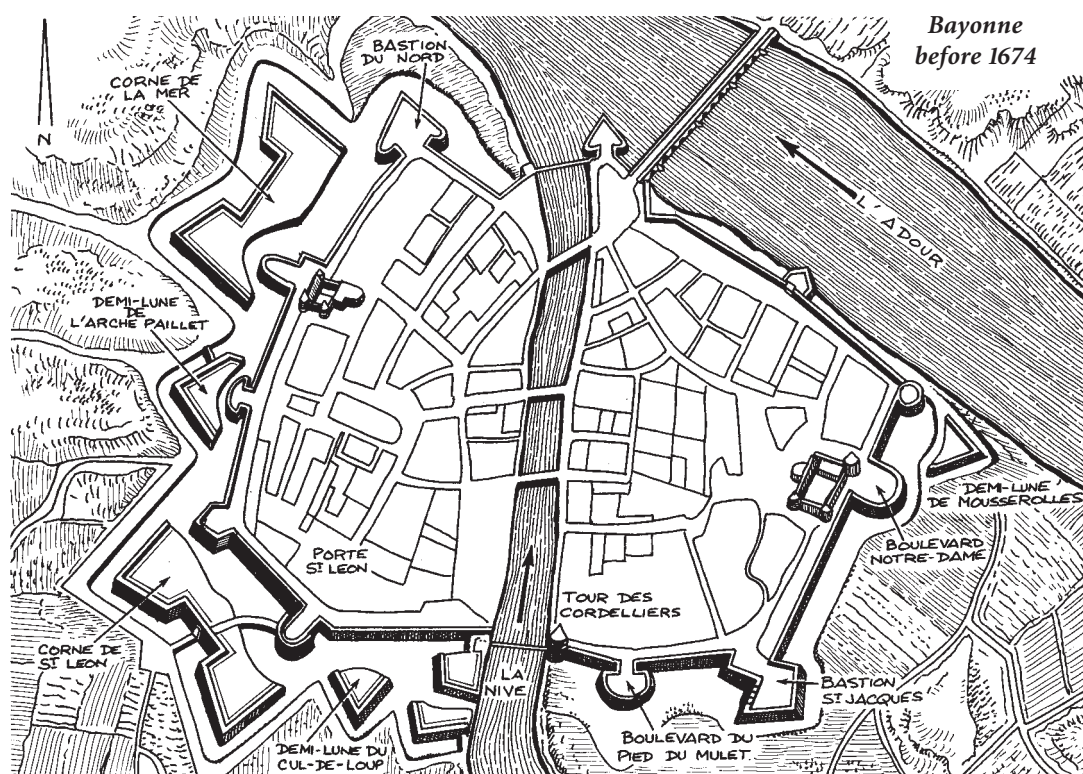 Bayonne
before 1674
BASTION
DU NORD
CORNE DE
LA MER
N
L'ADOUR
DEMI-LUNE
DE
L'ARCHE PAILLET
DEMI-LUNE
DE MOUSSEROLLES
BOULEVARD
NOTRE-DAME
PORTE
ST LEON
TOUR DES
CORDELLIERS
CORNE DE
ST LEON
LA
NIVE
BASTION
ST JACQUES
BOULEVARD DU
PIED DU MULET
DEMI-LUNE DU
CUL-DE-LOUP